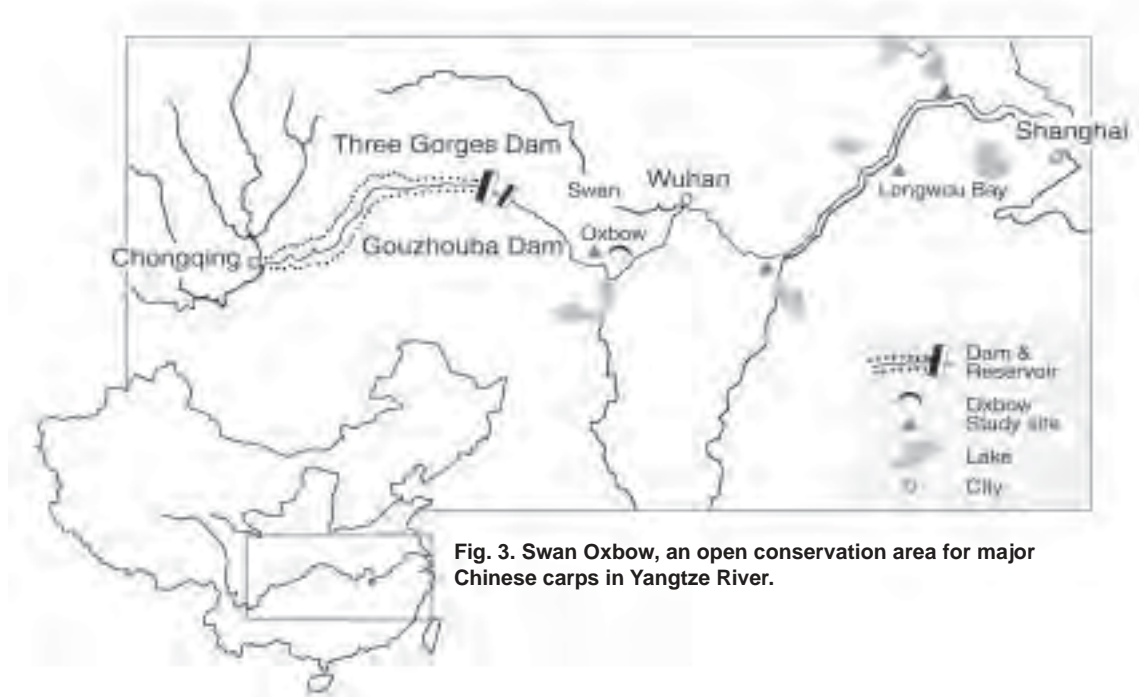 Shanghai
Three Gorges Dam
Swan
Wuhan
Longwou Bay
Oxbow
Chongqing
Gouzhouba Dam
Dam &
Reservoir
Oxbow
Study site
Lake
City
Fig. 3. Swan Oxbow, an open conservation area for major
Chinese carps in Yangtze River.